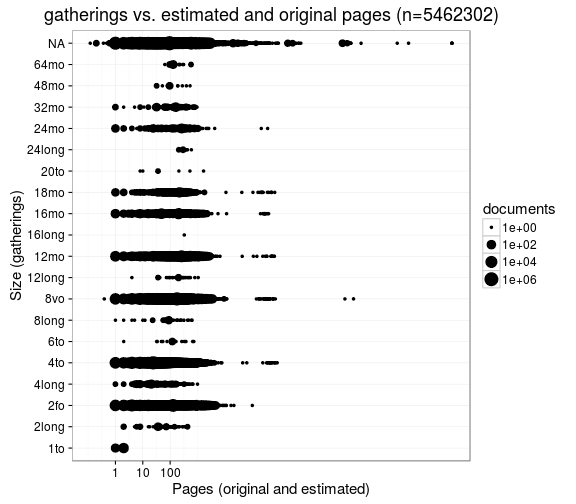 gatherings vs. estimated and original pages (n=5462302)
Size (gatherings)
NA
64mo
48mo
32mo
24mo
24long
20to
18mo
16mo
16long
12mo
12long
8vo
8long
6to
4to
4long
2fo
2long
1to
1 10 100
Pages (original and estimated)
documents
1e+00
1e+02
1e+04
1e+06